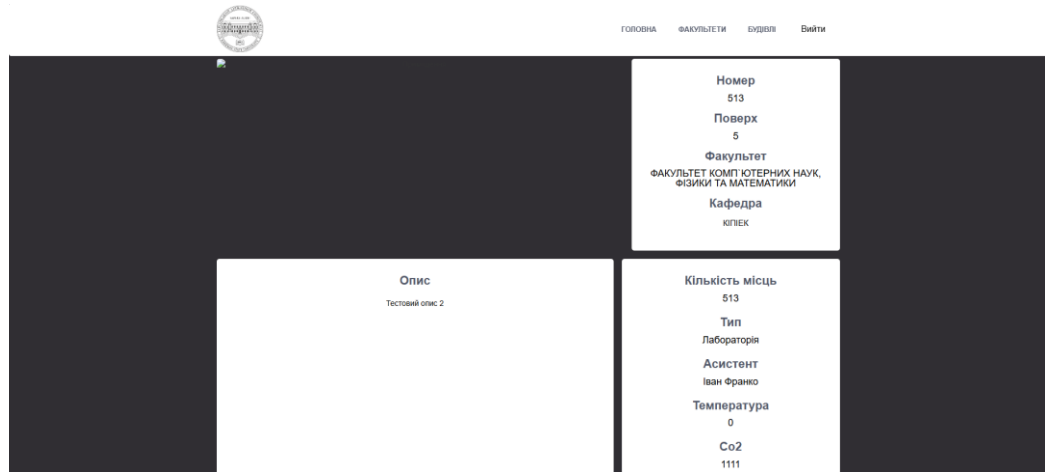 ГОЛОВНА
ФАКУЛЬТЕТИ
БУДІВЛІ
Вийти
Номер
513
Поверх
5
Факультет
ФАКУЛЬТЕТ КОМП`ЮТЕРНИХ НАУК,
ФІЗИКИ ТА МАТЕМАТИКИ
Кафедра
КІПІЕК
Опис
Тестовий опис 2
Кількість місць
513
Тип
Лабораторія
Асистент
Іван Франко
Температура
0
Co2
1111